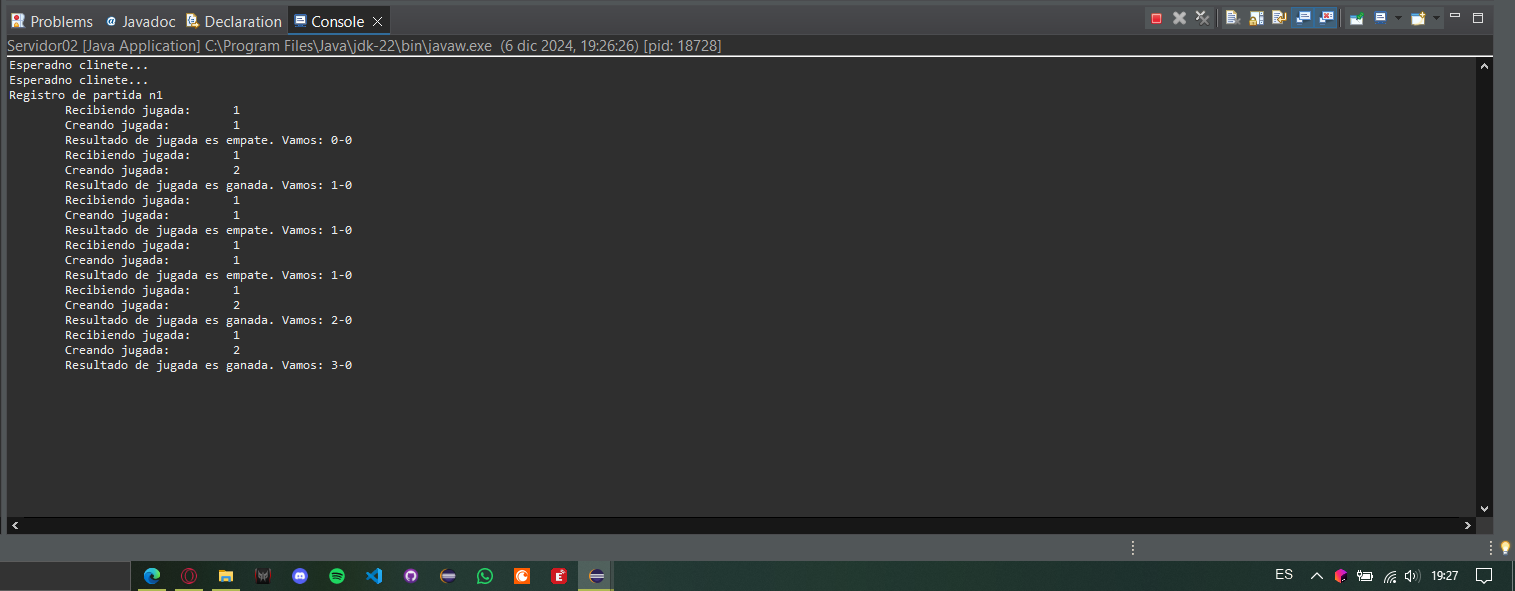 Problems Javadoc Declaration Console
Servidor02 [Java Application] C:\Program Files\Java\jdk-22\bin\javaw.exe (6 dic 2024, 19:26:26) [pid: 18728]
Esperadno clinete...
Esperadno clinete...
Registro de partida n1
Recibiendo jugada: 1
Creando jugada: 1
Resultado de jugada es empate. Vamos: 0-0
Recibiendo jugada: 1
Creando jugada: 2
Resultado de jugada es ganada. Vamos: 1-0
Recibiendo jugada: 1
Creando jugada: 1
Resultado de jugada es empate. Vamos: 1-0
Recibiendo jugada: 1
Creando jugada: 1
Resultado de jugada es empate. Vamos: 1-0
Recibiendo jugada: 1
Creando jugada: 2
Resultado de jugada es ganada. Vamos: 2-0
Recibiendo jugada: 1
Creando jugada: 2
Resultado de jugada es ganada. Vamos: 3-0
ES 19:27